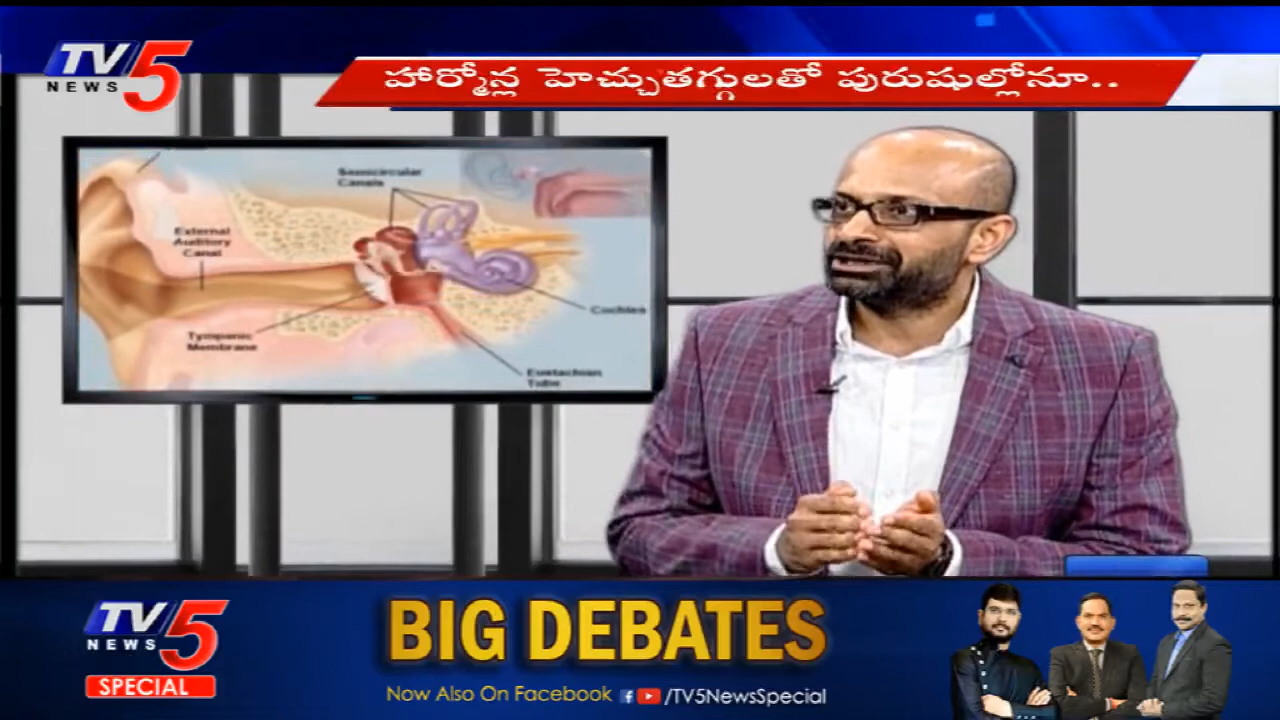 TV5
NEWS
హార్మోన్ల హెచ్చుతగ్గులతో పురుషుల్లోనూ..
Semicircular
Canals
External
Auditory
Canal
Tympanic
Membrane
Cochlea
Eustachian
Tube
TV5
NEWS
SPECIAL
BIG DEBATES
Now Also On Facebook /TV5NewsSpecial